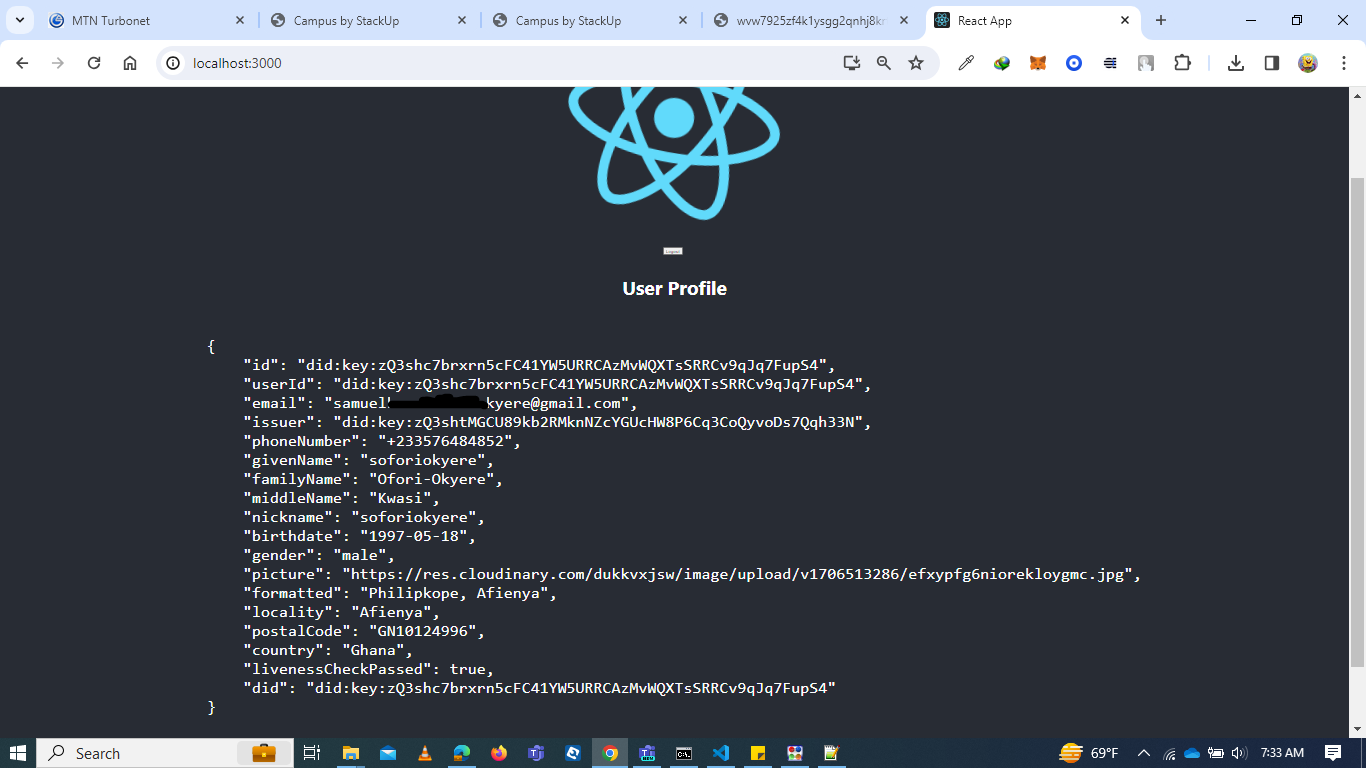 MTN Turbonet
Campus by StackUp
Campus by StackUp
www7925zf4k1ysgg2qnhj8k
React App
localhost:3000
User Profile
{
"id": "did:key:zQ3shc7brxrn5cFC41YW5URRCAzMvWQXTsSRRCv9qJq7FupS4",
"userId": "did:key:zQ3shc7brxrn5cFC41YW5URRCAzMvWQXTsSRRCv9qJq7FupS4",
"email": "samuel kyere@gmail.com",
"issuer": "did:key:zQ3shtMGCU89kb2RMknNZcYGUcHW8P6Cq3CoQyvoDs7Qqh33N",
"phoneNumber": "+233576484852",
"givenName": "soforiokyere",
"familyName": "Ofori-Okyere",
"middleName": "Kwasi",
"nickname": "soforiokyere",
"birthdate": "1997-05-18",
"gender": "male",
"picture": "https://res.cloudinary.com/dukkvxjsw/image/upload/v1706513286/efxypfg6niorekloygmc.jpg",
"formatted": "Philipkope, Afienya",
"locality": "Afienya",
"postalCode": "GN10124996",
"country": "Ghana",
"livenessCheckPassed": true,
"did": "did:key:zQ3shc7brxrn5cFC41YW5URRCAzMvWQXTsSRRCv9qJq7FupS4"
}
Search
69°F
7:33 AM